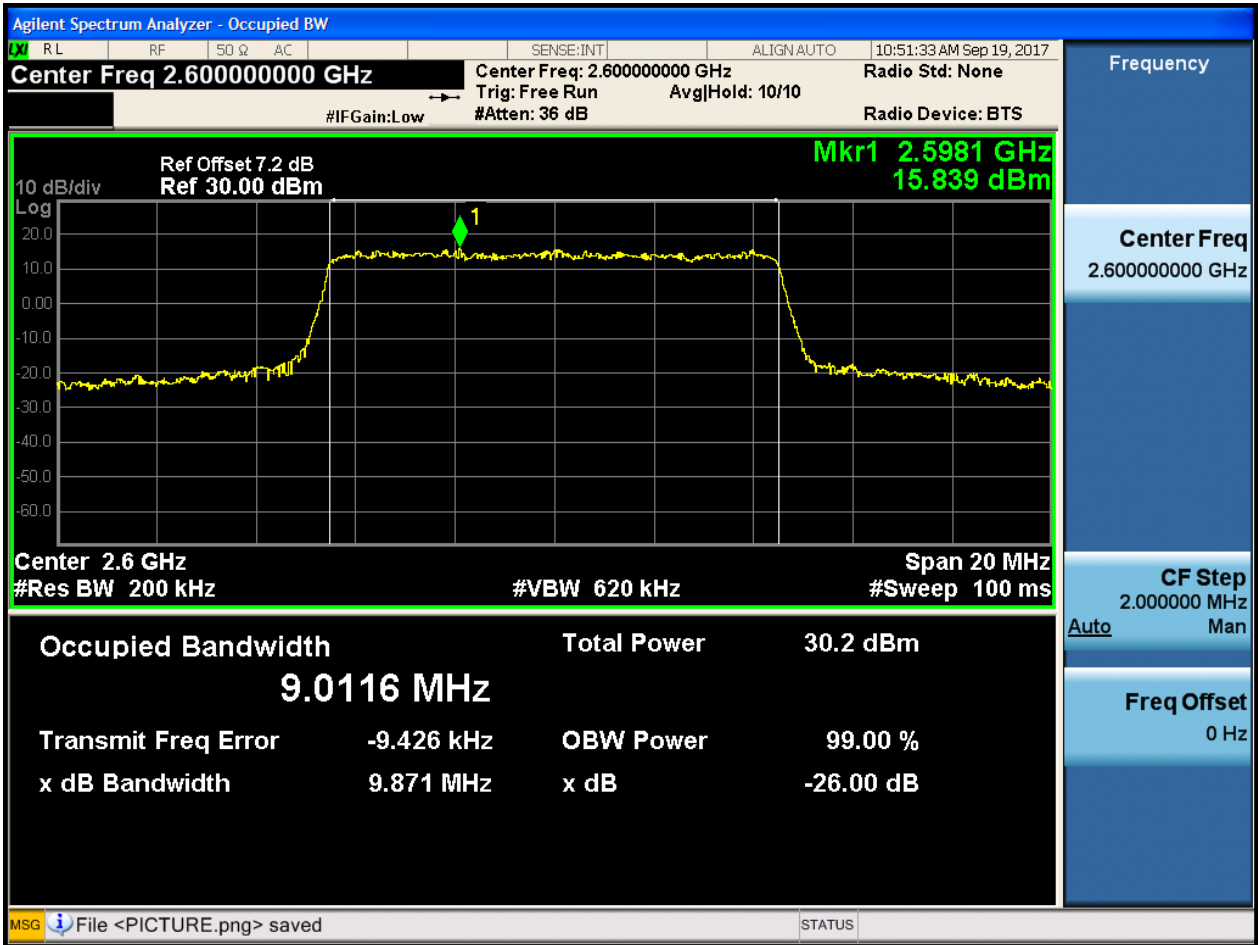 Agilent Spectrum Analyzer - Occupied BW
LXI RL RF 50 Ω AC SENSE:INT ALIGN AUTO 10:51:33 AM Sep 19, 2017
Center Freq 2.600000000 GHz
Center Freq: 2.600000000 GHz Radio Std: None
Trig: Free Run Avg|Hold: 10/10
#IFGain:Low #Atten: 36 dB Radio Device: BTS
Mkr1 2.5981 GHz
15.839 dBm
Ref Offset 7.2 dB
10 dB/div Ref 30.00 dBm
Log
1
20.0
10.0
0.00
-10.0
-20.0
-30.0
-40.0
-50.0
-60.0
Center 2.6 GHz Span 20 MHz
#Res BW 200 kHz #VBW 620 kHz #Sweep 100 ms
Occupied Bandwidth Total Power 30.2 dBm
9.0116 MHz
Transmit Freq Error -9.426 kHz OBW Power 99.00 %
x dB Bandwidth 9.871 MHz x dB -26.00 dB
Frequency
Center Freq
2.600000000 GHz
CF Step
2.000000 MHz
Auto Man
Freq Offset
0 Hz
MSG File <PICTURE.png> saved STATUS